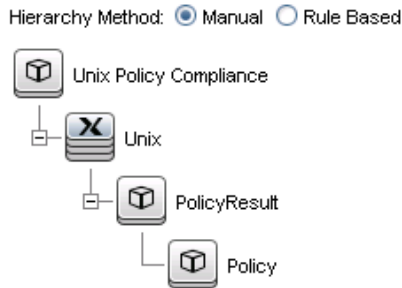 Hierarchy Method: Manual Rule Based
Unix Policy Compliance
Unix
PolicyResult
Policy